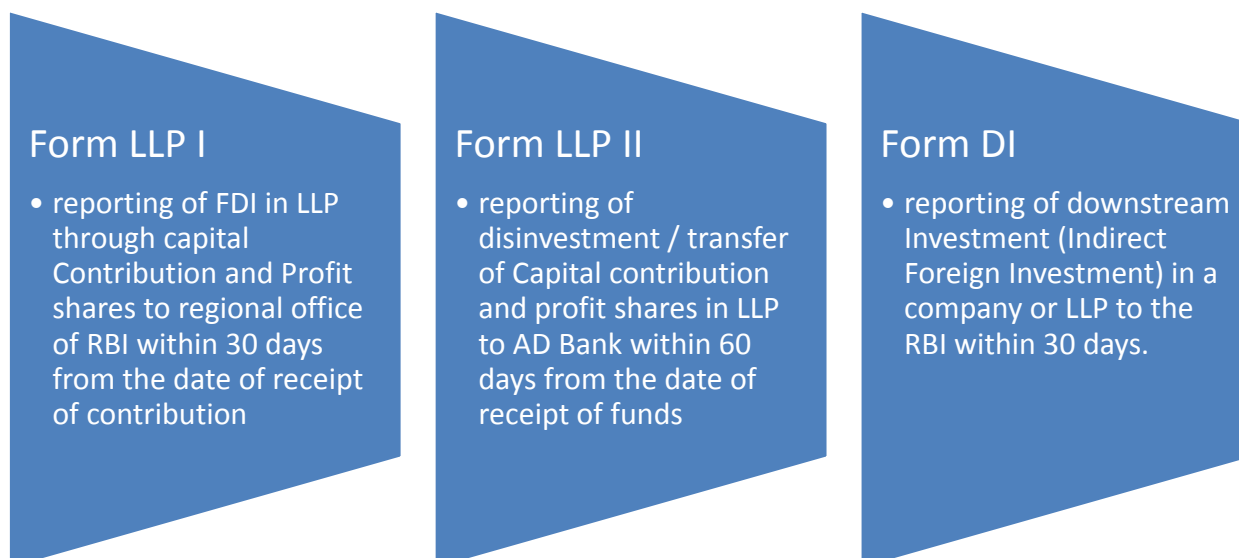 Form LLP I
• reporting of FDI in LLP
through capital
Contribution and Profit
shares to regional office
of RBI within 30 days
from the date of receipt
of contribution
Form LLP II
• reporting of
disinvestment / transfer
of Capital contribution
and profit shares in LLP
to AD Bank within 60
days from the date of
receipt of funds
Form DI
• reporting of downstream
Investment (Indirect
Foreign Investment) in a
company or LLP to the
RBI within 30 days.